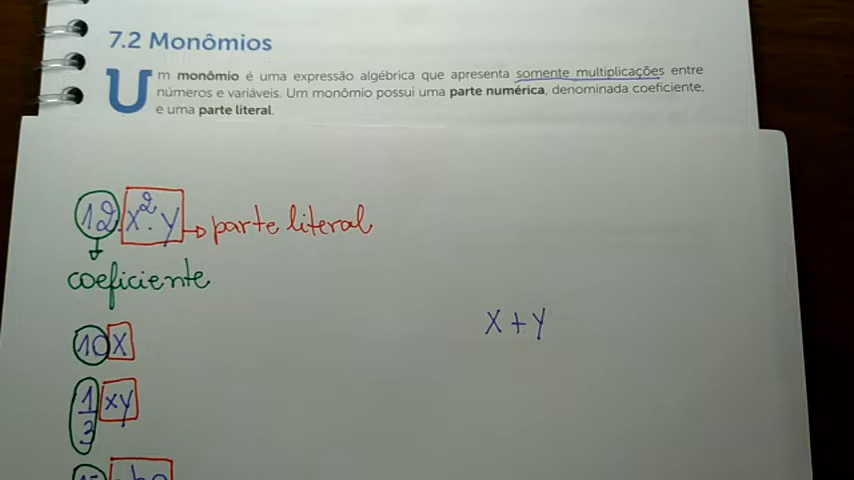 7.2 Monômios
Um monômio é uma expressão algébrica que apresenta somente multiplicações entre
números e variáveis. Um monômio possui uma parte numérica, denominada coeficiente,
e uma parte literal.
12.x².y → parte literal
coeficiente
x + y
10x
1/3 xy